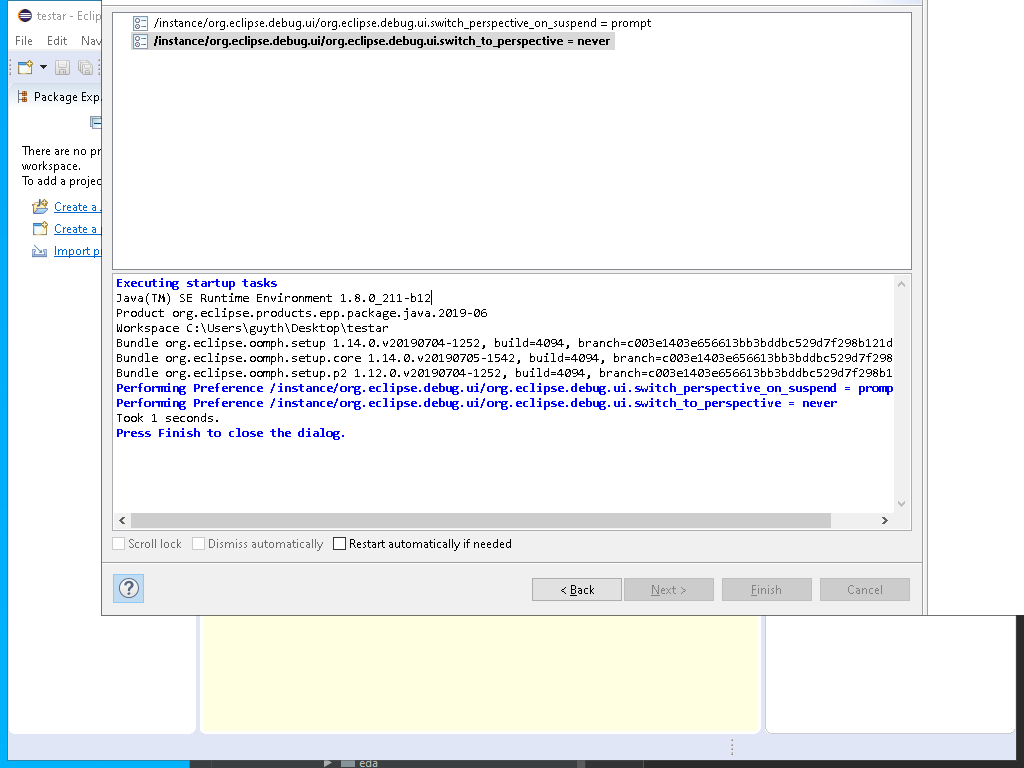 testar - Eclip
/instance/org.eclipse.debug.ui/org.eclipse.debug.ui.switch_perspective_on_suspend = prompt
File Edit Nav
/instance/org.eclipse.debug.ui/org.eclipse.debug.ui.switch_to_perspective = never
Package Exp
There are no pr
workspace.
To add a projec
Create a
Create a
Import p
Executing startup tasks
Java(TM) SE Runtime Environment 1.8.0_211-b12
Product org.eclipse.products.epp.package.java.2019-06
Workspace C:\Users\guyth\Desktop\testar
Bundle org.eclipse.oomph.setup 1.14.0.v20190704-1252, build=4094, branch=c003e1403e656613bb3bddbc529d7f298b121d
Bundle org.eclipse.oomph.setup.core 1.14.0.v20190705-1542, build=4094, branch=c003e1403e656613bb3bddbc529d7f298
Bundle org.eclipse.oomph.setup.p2 1.12.0.v20190704-1252, build=4094, branch=c003e1403e656613bb3bddbc529d7f298b1
Performing Preference /instance/org.eclipse.debug.ui/org.eclipse.debug.ui.switch_perspective_on_suspend = promp
Performing Preference /instance/org.eclipse.debug.ui/org.eclipse.debug.ui.switch_to_perspective = never
Took 1 seconds.
Press Finish to close the dialog.
Scroll lock Dismiss automatically Restart automatically if needed
? < Back Next > Finish Cancel
eda